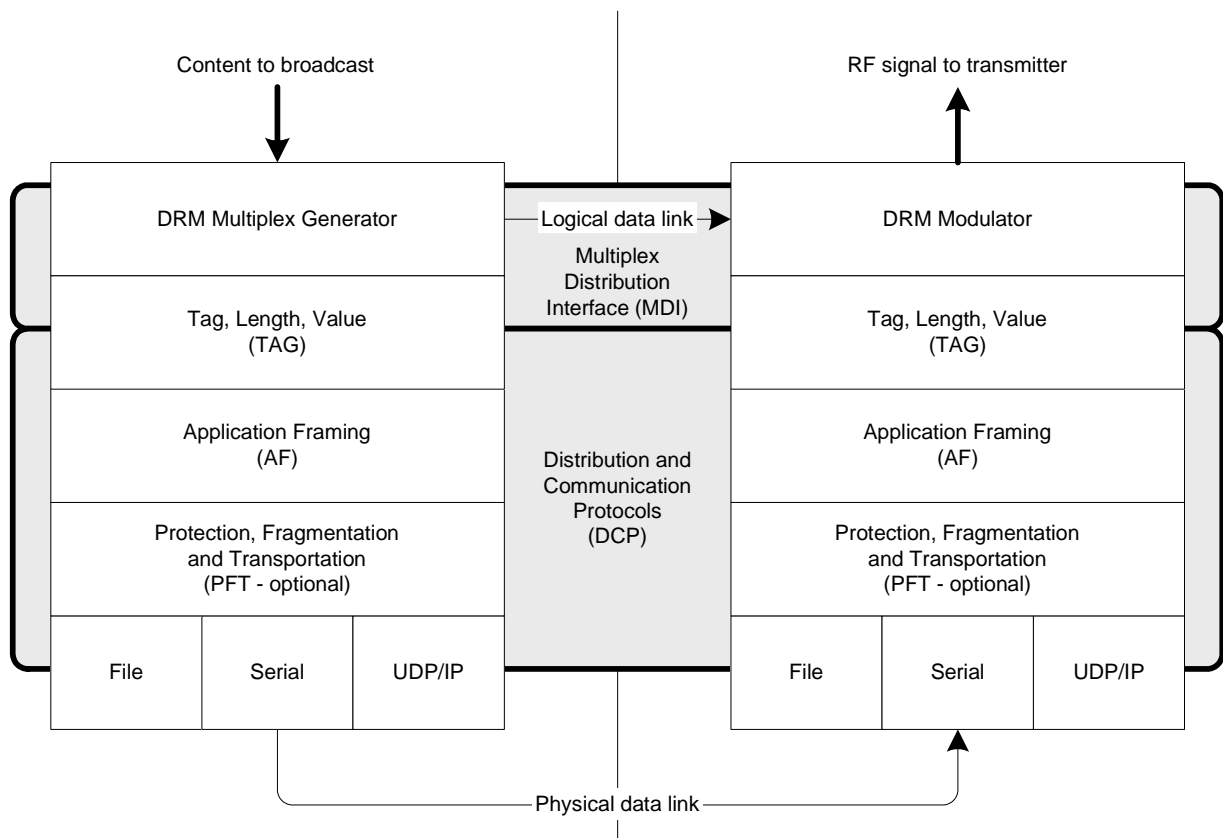 Content to broadcast
RF signal to transmitter
DRM Multiplex Generator
Logical data link
DRM Modulator
Multiplex
Distribution
Interface (MDI)
Tag, Length, Value
(TAG)
Tag, Length, Value
(TAG)
Application Framing
(AF)
Distribution and
Communication
Protocols
(DCP)
Application Framing
(AF)
Protection, Fragmentation
and Transportation
(PFT - optional)
Protection, Fragmentation
and Transportation
(PFT - optional)
File
Serial
UDP/IP
File
Serial
UDP/IP
Physical data link